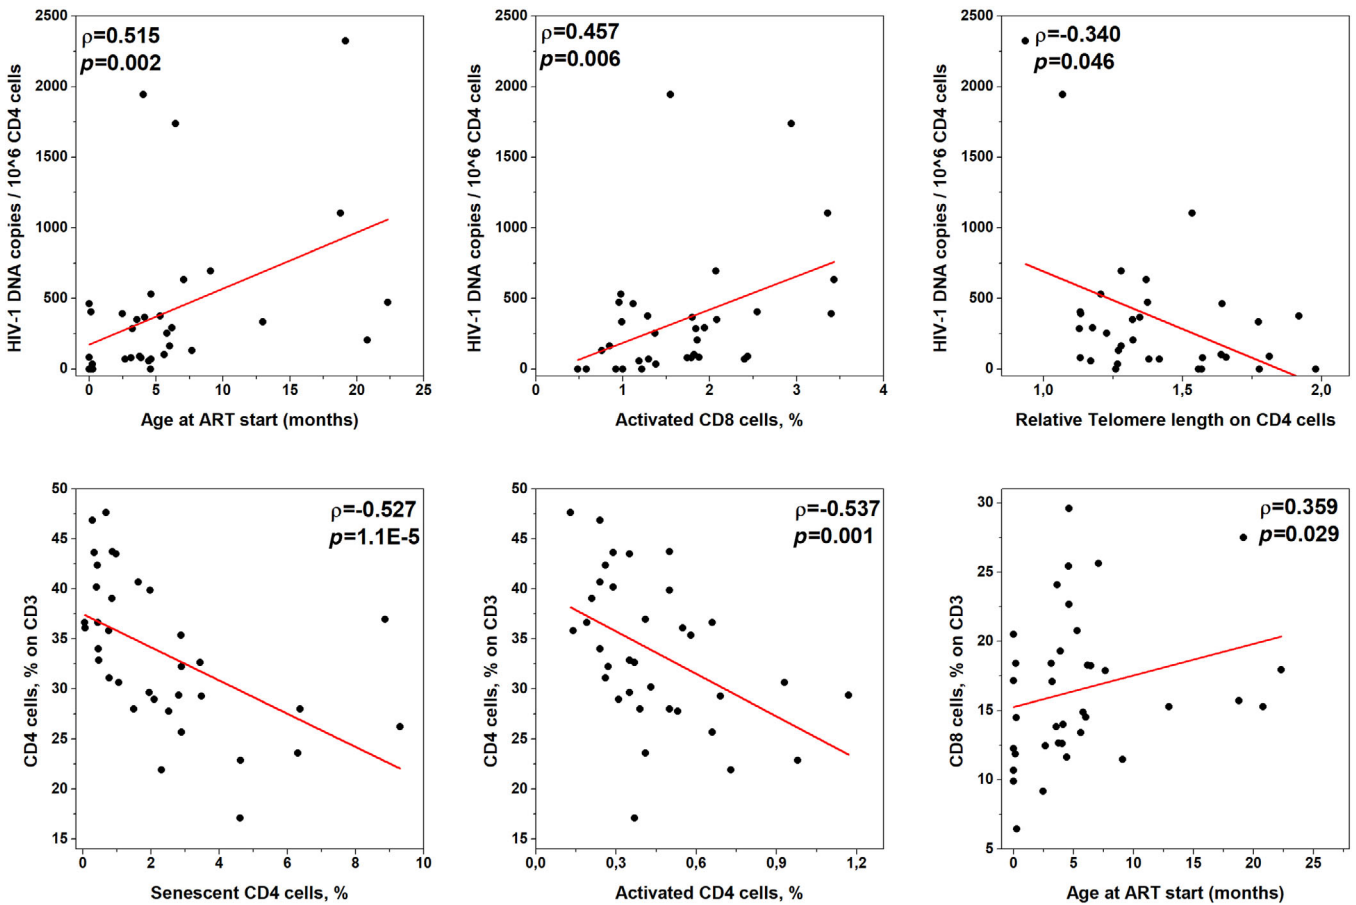 ρ=0.515
p=0.002
HIV-1 DNA copies / 10^6 CD4 cells
2500
2000
1500
1000
500
0
0 5 10 15 20 25
Age at ART start (months)
ρ=0.457
p=0.006
HIV-1 DNA copies / 10^6 CD4 cells
2500
2000
1500
1000
500
0
0 1 2 3 4
Activated CD8 cells, %
ρ=-0.340
p=0.046
HIV-1 DNA copies / 10^6 CD4 cells
2500
2000
1500
1000
500
0
1,0 1,5 2,0
Relative Telomere length on CD4 cells
ρ=-0.527
p=1.1E-5
CD4 cells, % on CD3
50
45
40
35
30
25
20
15
0 2 4 6 8 10
Senescent CD4 cells, %
ρ=-0.537
p=0.001
CD4 cells, % on CD3
50
45
40
35
30
25
20
15
0,0 0,3 0,6 0,9 1,2
Activated CD4 cells, %
ρ=0.359
p=0.029
CD8 cells, % on CD3
30
25
20
15
10
5
0 5 10 15 20 25
Age at ART start (months)